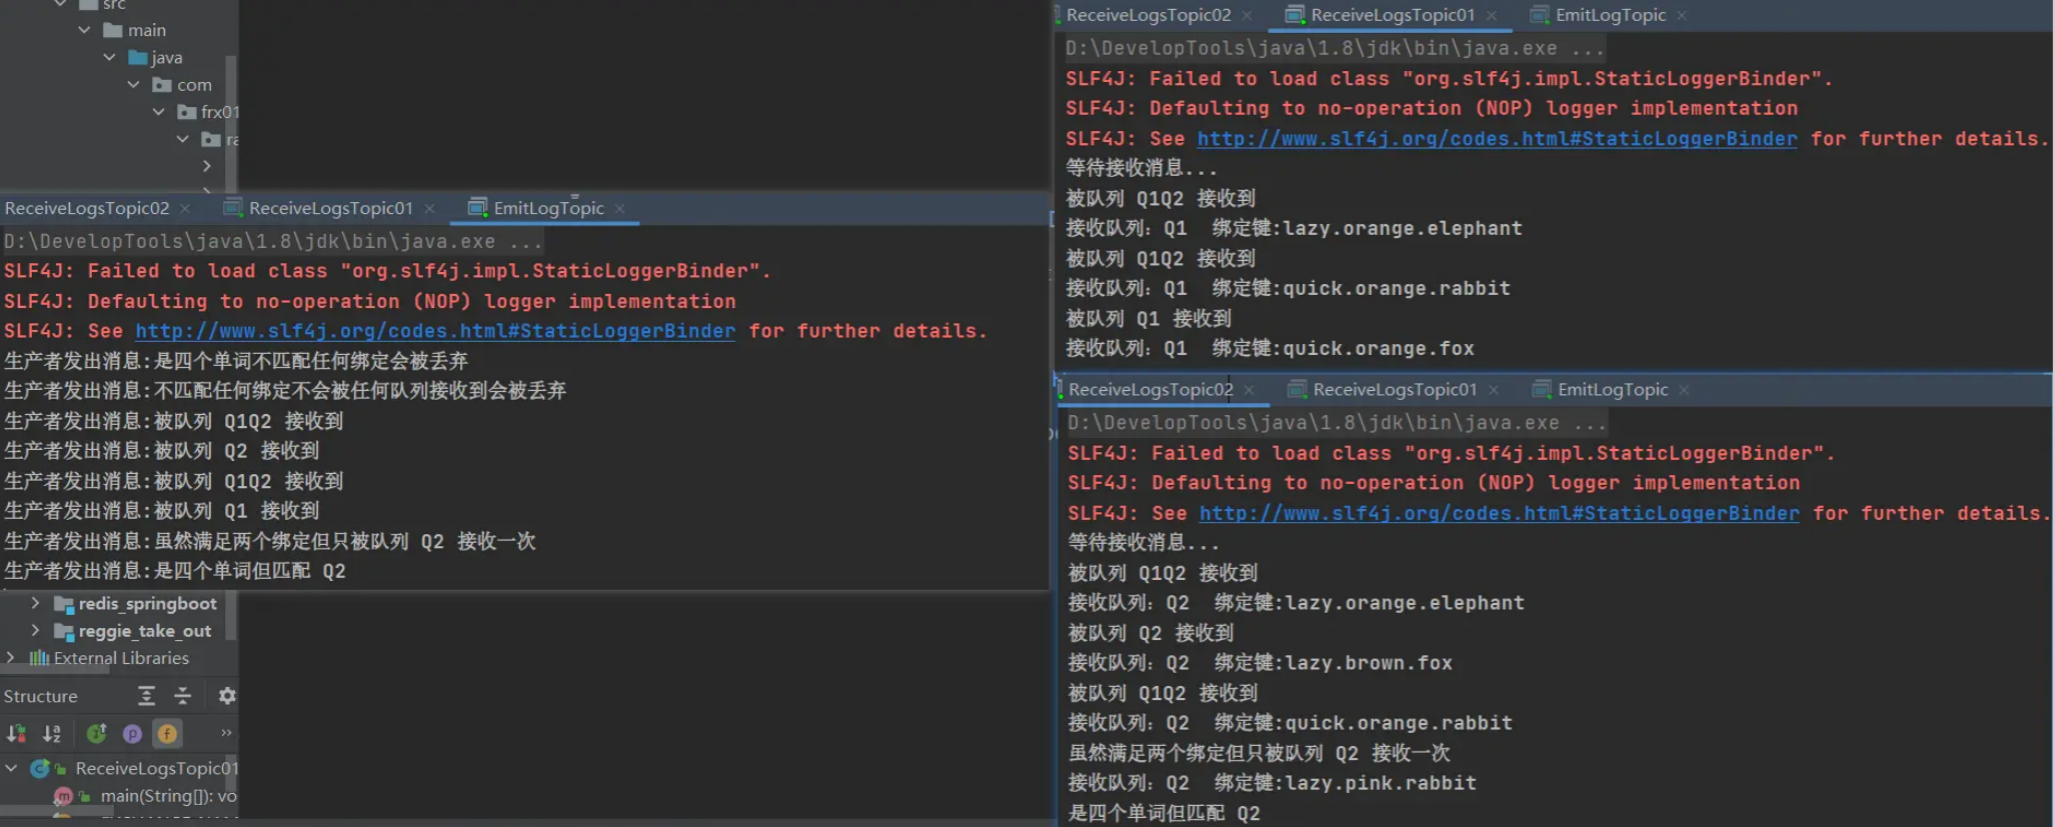 src
main
java
com
frx01
ReceiveLogsTopic02
ReceiveLogsTopic01
EmitLogTopic
D:\DevelopTools\java\1.8\jdk\bin\java.exe ...
SLF4J: Failed to load class "org.slf4j.impl.StaticLoggerBinder".
SLF4J: Defaulting to no-operation (NOP) logger implementation
SLF4J: See http://www.slf4j.org/codes.html#StaticLoggerBinder for further details.
生产者发出消息:是四个单词不匹配任何绑定会被丢弃
生产者发出消息:不匹配任何绑定不会被任何队列接收到会被丢弃
生产者发出消息:被队列 Q1Q2 接收到
生产者发出消息:被队列 Q2 接收到
生产者发出消息:被队列 Q1Q2 接收到
生产者发出消息:被队列 Q1 接收到
生产者发出消息:虽然满足两个绑定但只被队列 Q2 接收一次
生产者发出消息:是四个单词但匹配 Q2
redis_springboot
reggie_take_out
External Libraries
Structure
ReceiveLogsTopic01
main(String[]): vo
ReceiveLogsTopic02
ReceiveLogsTopic01
EmitLogTopic
D:\DevelopTools\java\1.8\jdk\bin\java.exe ...
SLF4J: Failed to load class "org.slf4j.impl.StaticLoggerBinder".
SLF4J: Defaulting to no-operation (NOP) logger implementation
SLF4J: See http://www.slf4j.org/codes.html#StaticLoggerBinder for further details.
等待接收消息...
被队列 Q1Q2 接收到
接收队列: Q1 绑定键:lazy.orange.elephant
被队列 Q1Q2 接收到
接收队列: Q1 绑定键:quick.orange.rabbit
被队列 Q1 接收到
接收队列: Q1 绑定键:quick.orange.fox
ReceiveLogsTopic02
ReceiveLogsTopic01
EmitLogTopic
D:\DevelopTools\java\1.8\jdk\bin\java.exe ...
SLF4J: Failed to load class "org.slf4j.impl.StaticLoggerBinder".
SLF4J: Defaulting to no-operation (NOP) logger implementation
SLF4J: See http://www.slf4j.org/codes.html#StaticLoggerBinder for further details.
等待接收消息...
被队列 Q1Q2 接收到
接收队列: Q2 绑定键:lazy.orange.elephant
被队列 Q2 接收到
接收队列: Q2 绑定键:lazy.brown.fox
被队列 Q1Q2 接收到
接收队列: Q2 绑定键:quick.orange.rabbit
虽然满足两个绑定但只被队列 Q2 接收一次
接收队列: Q2 绑定键:lazy.pink.rabbit
是四个单词但匹配 Q2